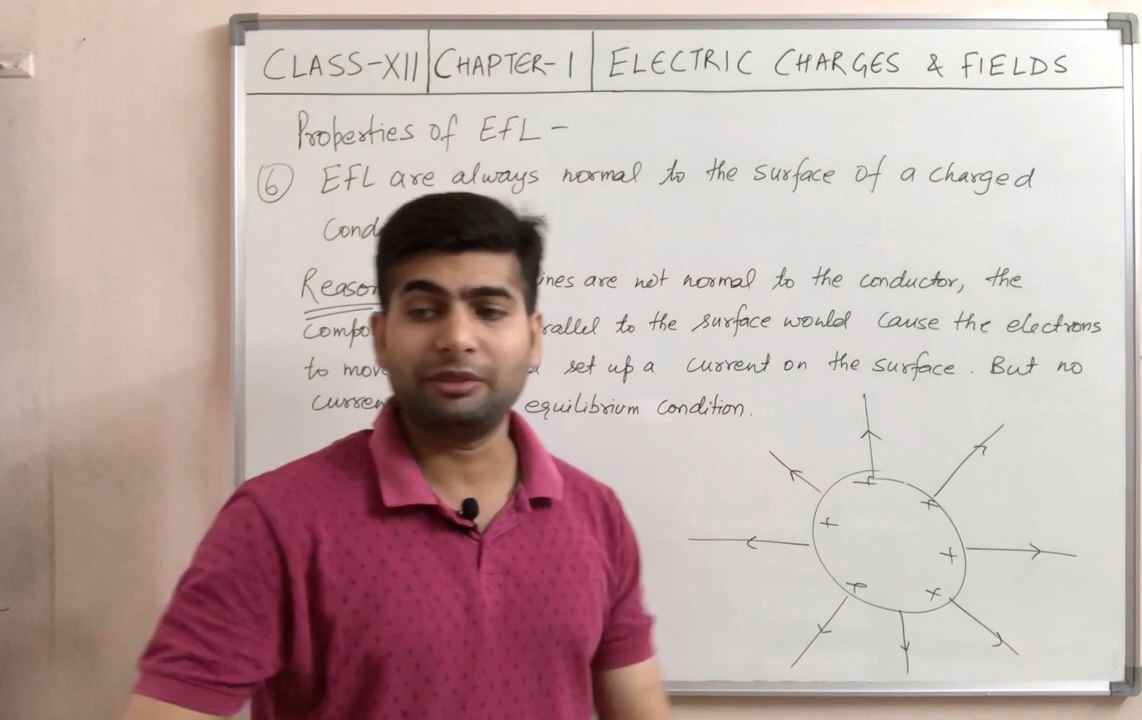 CLASS-XII CHAPTER-1 ELECTRIC CHARGES & FIELDS
Properties of EFL -
6 EFL are always normal to the surface of a charged
Reason ines are not normal to the conductor, the
compo rallel to the surface would cause the electrons
to mov set up a current on the surface. But no
curren equilibrium condition.
+
+
+
+
+
+
+